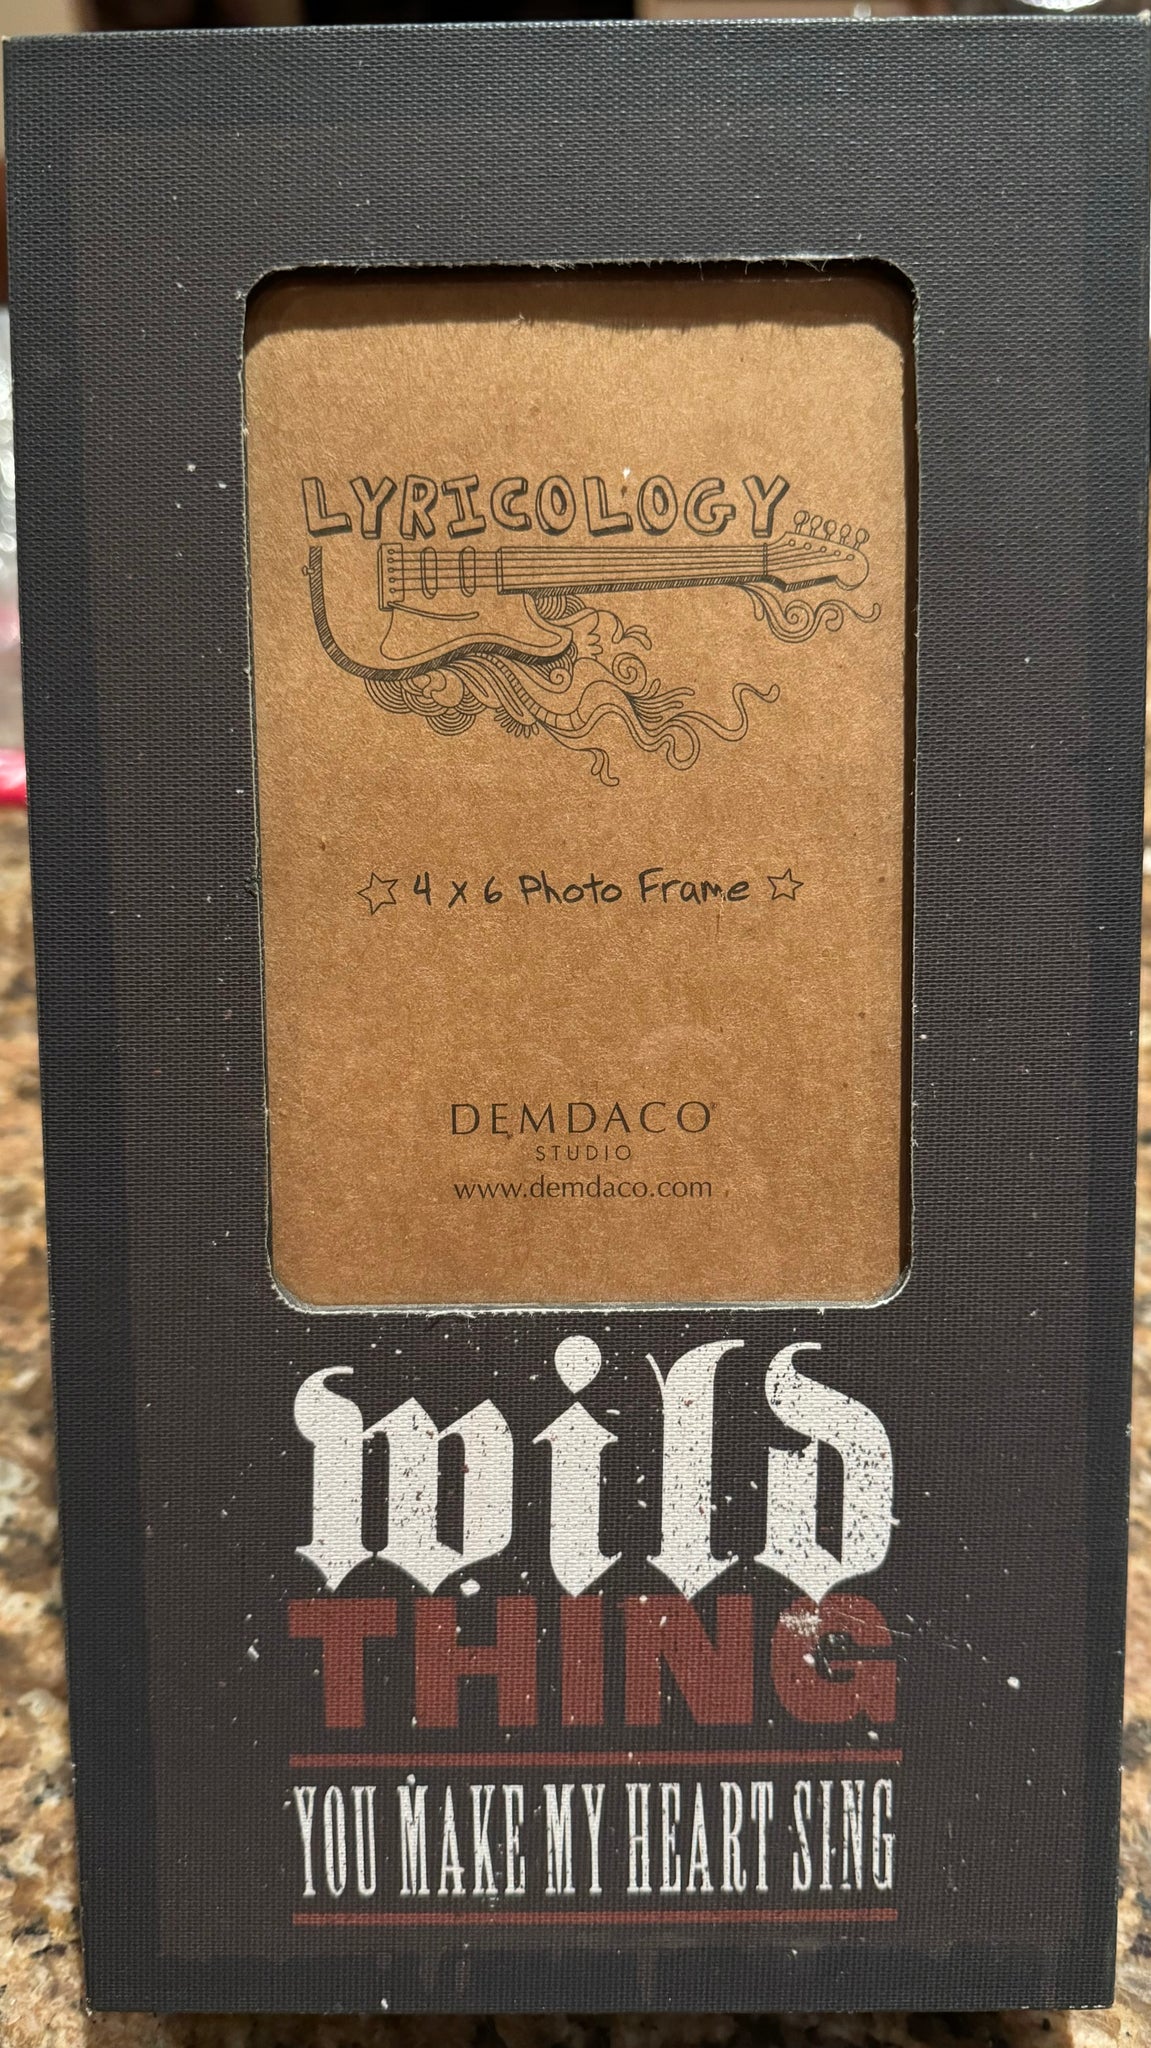 LYRICOLOGY
4 x 6 Photo Frame
DEMDACO®
STUDIO
www.demdaco.com
wild
THING
YOU MAKE MY HEART SING